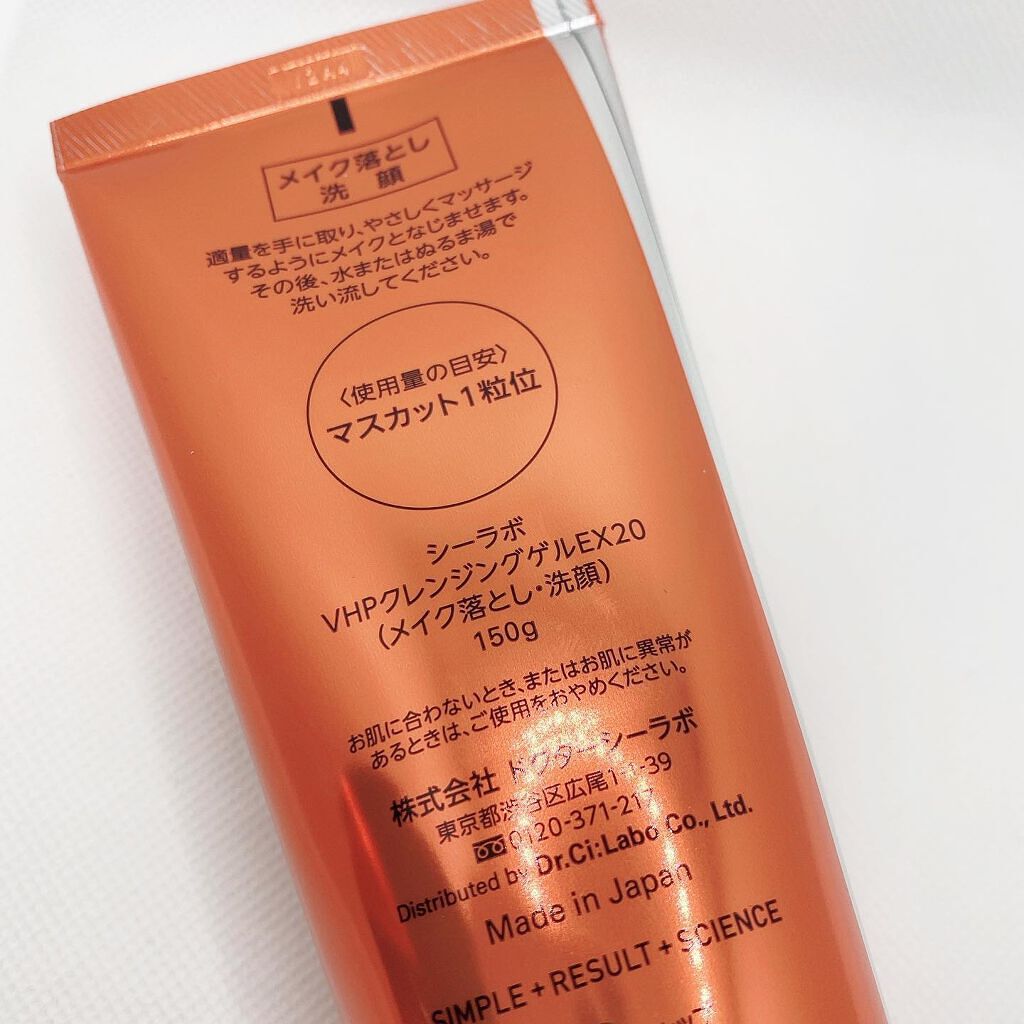 メイク落とし
洗 顔
適量を手に取り、やさしくマッサージ
するようにメイクとなじませます。
その後、水またはぬるま湯で
洗い流してください。
〈使用量の目安〉
マスカット1粒位
シーラボ
VHPクレンジングゲルEX20
(メイク落とし・洗顔)
150g
お肌に合わないとき、またはお肌に異常が
あるときは、ご使用をおやめください。
株式会社 ドクターシーラボ
東京都渋谷区広尾1-1-39
0120-371-217
Distributed by Dr.Ci:Labo Co., Ltd.
Made in Japan
SIMPLE + RESULT + SCIENCE